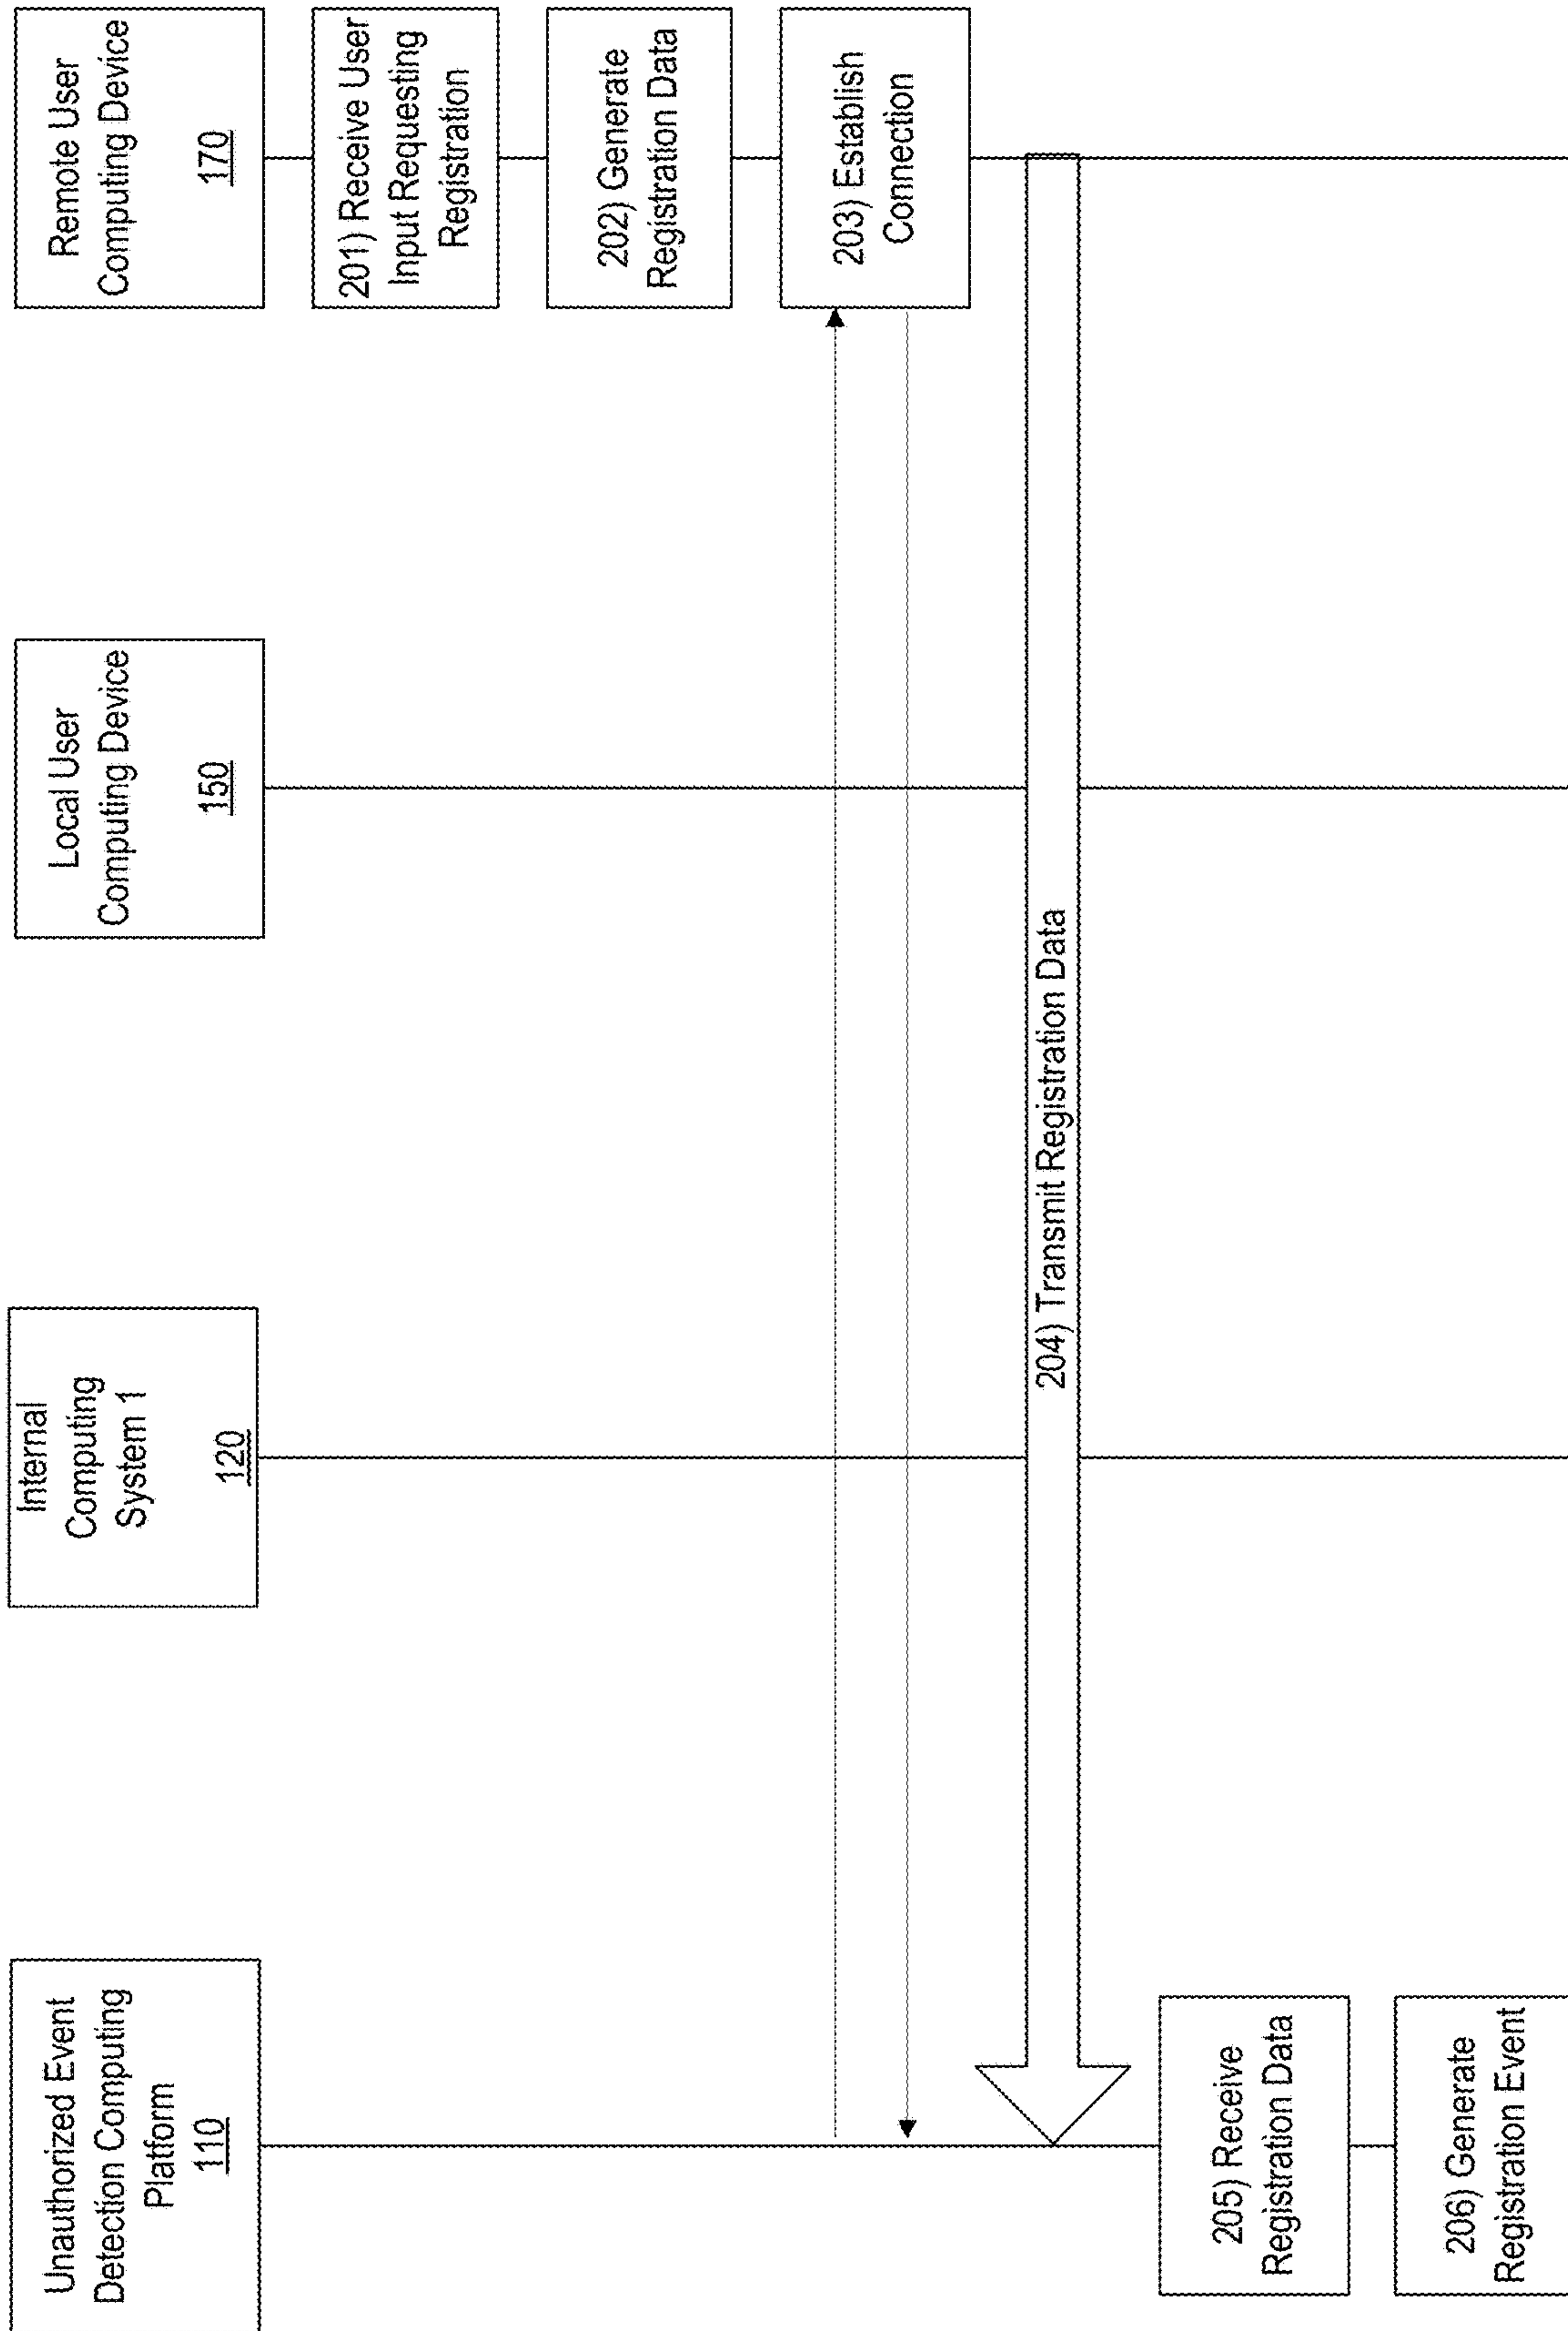 Unauthorized Event
Detection Computing
Platform
110
Internal
Computing
System 1
120
Local User
Computing Device
150
Remote User
Computing Device
170
201) Receive User
Input Requesting
Registration
202) Generate
Registration Data
203) Establish
Connection
204) Transmit Registration Data
205) Receive
Registration Data
206) Generate
Registration Event